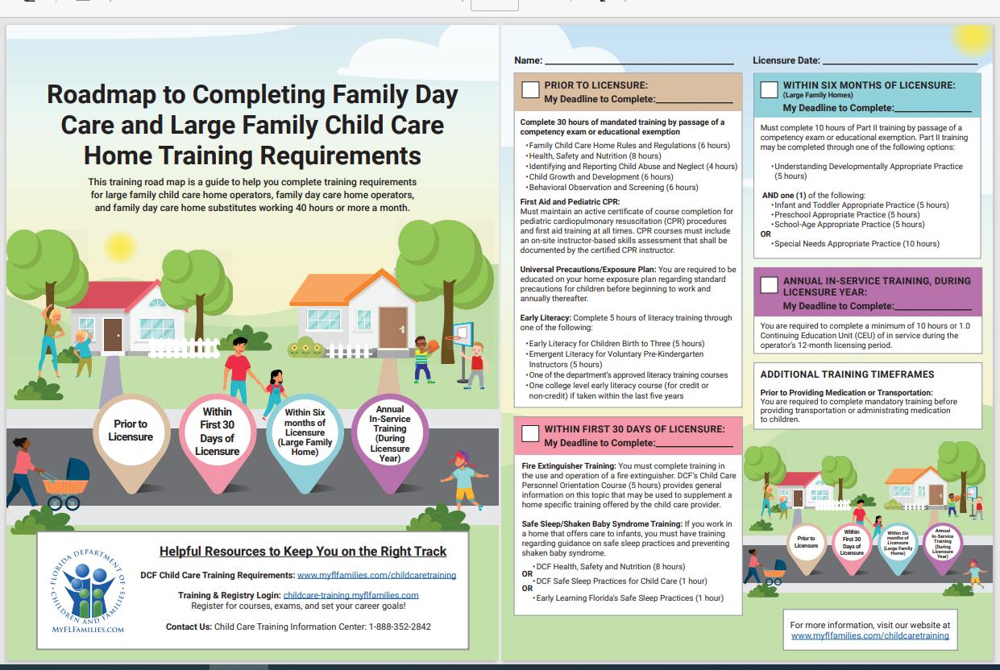 Roadmap to Completing Family Day
Care and Large Family Child Care
Home Training Requirements
This training road map is a guide to help you complete training requirements
for large family child care home operators, family day care home operators,
and family day care home substitutes working 40 hours or more a month.
Prior to
Licensure
Within
First 30
Days of
Licensure
Within Six
months of
Licensure
(Large Family
Home)
Annual
In-Service
Training
(During
Licensure
Year)
FLORIDA DEPARTMENT OF CHILDREN AND FAMILIES
MYFLFAMILIES.COM
Helpful Resources to Keep You on the Right Track
DCF Child Care Training Requirements: www.myflfamilies.com/childcaretraining
Training & Registry Login: childcare-training.myflfamilies.com
Register for courses, exams, and set your career goals!
Contact Us: Child Care Training Information Center: 1-888-352-2842
Name: ____________________
PRIOR TO LICENSURE:
My Deadline to Complete:____________________
Complete 30 hours of mandated training by passage of a
competency exam or educational exemption
•Family Child Care Home Rules and Regulations (6 hours)
•Health, Safety and Nutrition (8 hours)
•Identifying and Reporting Child Abuse and Neglect (4 hours)
•Child Growth and Development (6 hours)
•Behavioral Observation and Screening (6 hours)
First Aid and Pediatric CPR:
Must maintain an active certificate of course completion for
pediatric cardiopulmonary resuscitation (CPR) procedures
and first aid training at all times. CPR courses must include
an on-site instructor-based skills assessment that shall be
documented by the certified CPR instructor.
Universal Precautions/Exposure Plan: You are required to be
educated on your home exposure plan regarding standard
precautions for children before beginning to work and
annually thereafter.
Early Literacy: Complete 5 hours of literacy training through
one of the following:
•Early Literacy for Children Birth to Three (5 hours)
•Emergent Literacy for Voluntary Pre-Kindergarten
Instructors (5 hours)
•One of the department's approved literacy training courses
•One college level early literacy course (for credit or
non-credit) if taken within the last five years
WITHIN FIRST 30 DAYS OF LICENSURE:
My Deadline to Complete:____________________
Fire Extinguisher Training: You must complete training in
the use and operation of a fire extinguisher. DCF's Child Care
Personnel Orientation Course (5 hours) provides general
information on this topic that may be used to supplement a
home specific training offered by the child care provider.
Safe Sleep/Shaken Baby Syndrome Training: If you work in
a home that offers care to infants, you must have training
regarding guidance on safe sleep practices and preventing
shaken baby syndrome.
•DCF Health, Safety and Nutrition (8 hours)
OR
•DCF Safe Sleep Practices for Child Care (1 hour)
OR
•Early Learning Florida's Safe Sleep Practices (1 hour)
Licensure Date: ____________________
WITHIN SIX MONTHS OF LICENSURE:
(Large Family Homes)
My Deadline to Complete:____________________
Must complete 10 hours of Part II training by passage of a
competency exam or educational exemption. Part II training
may be completed through one of the following options:
•Understanding Developmentally Appropriate Practice
(5 hours)
AND one (1) of the following:
•Infant and Toddler Appropriate Practice (5 hours)
•Preschool Appropriate Practice (5 hours)
•School-Age Appropriate Practice (5 hours)
OR
•Special Needs Appropriate Practice (10 hours)
ANNUAL IN-SERVICE TRAINING, DURING
LICENSURE YEAR:
My Deadline to Complete:____________________
You are required to complete a minimum of 10 hours or 1.0
Continuing Education Unit (CEU) of in service during the
operator's 12-month licensing period.
ADDITIONAL TRAINING TIMEFRAMES
Prior to Providing Medication or Transportation:
You are required to complete mandatory training before
providing transportation or administrating medication
to children.
Prior to
Licensure
Within
First 30
Days of
Licensure
Within Six
months of
Licensure
(Large Family
Home)
Annual
In-Service
Training
(During
Licensure
Year)
For more information, visit our website at
www.myflfamilies.com/childcaretraining